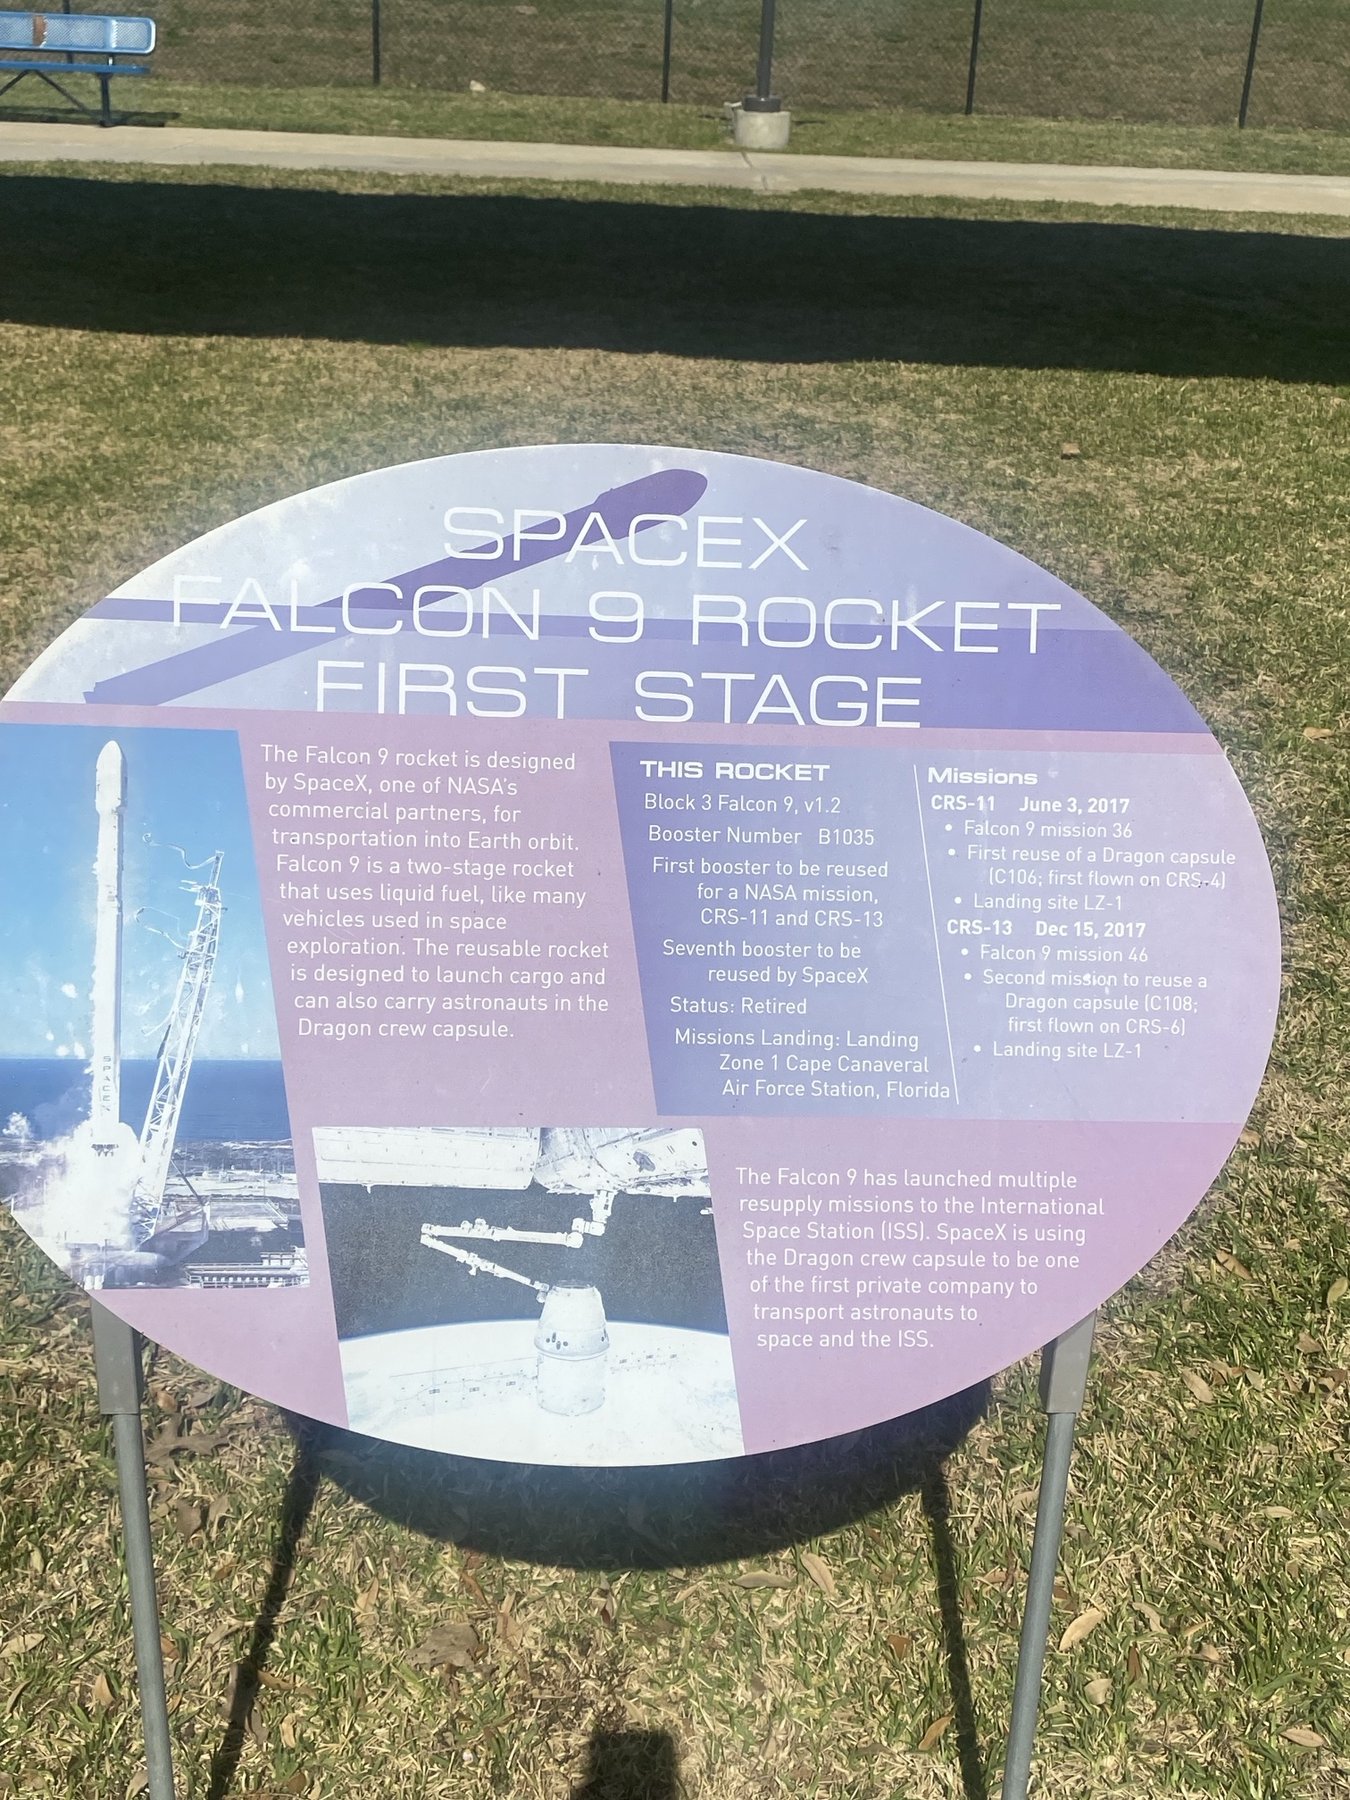 SPACEX
FALCON 9 ROCKET
FIRST STAGE
The Falcon 9 rocket is designed
by SpaceX, one of NASA's
commercial partners, for
transportation into Earth orbit.
Falcon 9 is a two-stage rocket
that uses liquid fuel, like many
vehicles used in space
exploration. The reusable rocket
is designed to launch cargo and
can also carry astronauts in the
Dragon crew capsule.
SPACEX
THIS ROCKET
Block 3 Falcon 9, v1.2
Booster Number B1035
First booster to be reused
for a NASA mission,
CRS-11 and CRS-13
Seventh booster to be
reused by SpaceX
Status: Retired
Missions Landing: Landing
Zone 1 Cape Canaveral
Air Force Station, Florida
Missions
CRS-11 June 3, 2017
• Falcon 9 mission 36
• First reuse of a Dragon capsule
(C106; first flown on CRS-4)
• Landing site LZ-1
CRS-13 Dec 15, 2017
• Falcon 9 mission 46
• Second mission to reuse a
Dragon capsule (C108;
first flown on CRS-6)
• Landing site LZ-1
The Falcon 9 has launched multiple
resupply missions to the International
Space Station (ISS). SpaceX is using
the Dragon crew capsule to be one
of the first private company to
transport astronauts to
space and the ISS.